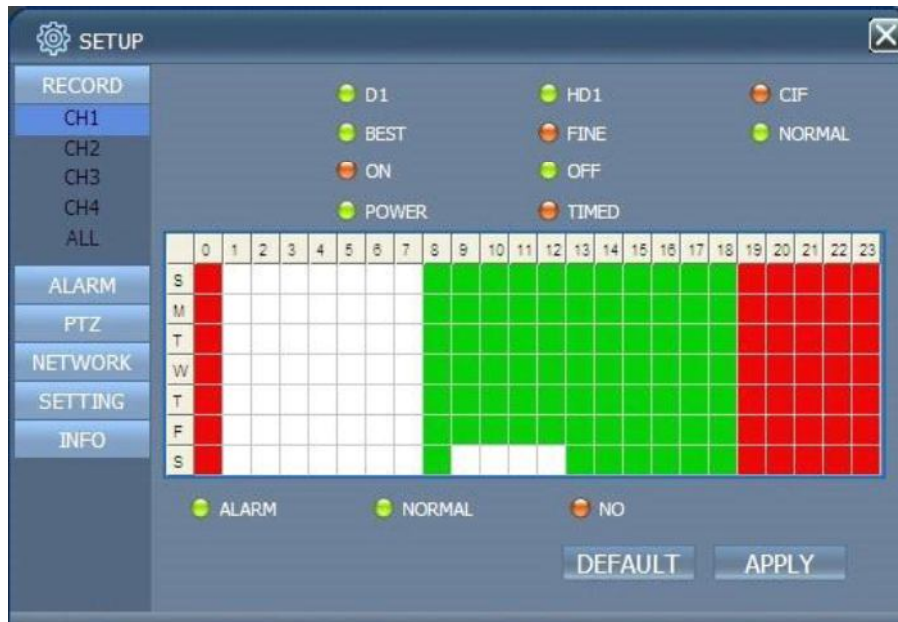 SETUP
RECORD
CH1
CH2
CH3
CH4
ALL
ALARM
PTZ
NETWORK
SETTING
INFO
D1 HD1 CIF
BEST FINE NORMAL
ON OFF
POWER TIMED
0 1 2 3 4 5 6 7 8 9 10 11 12 13 14 15 16 17 18 19 20 21 22 23
S
M
T
W
T
F
S
ALARM NORMAL NO
DEFAULT APPLY